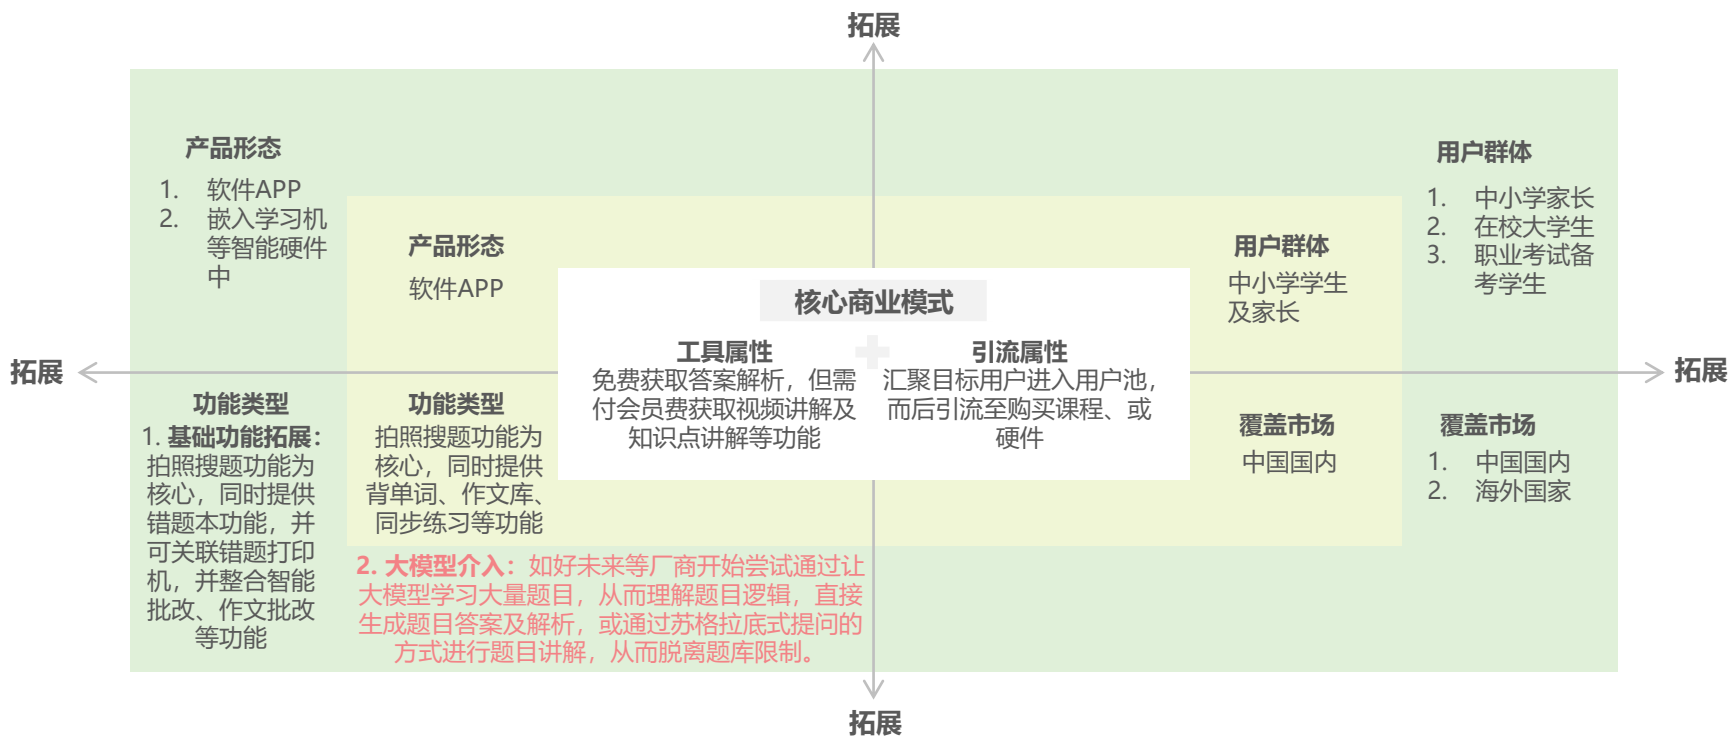 拓展
产品形态
1. 软件APP
2. 嵌入学习机
等智能硬件
中
用户群体
1. 中小学家长
2. 在校大学生
3. 职业考试备
考学生
产品形态
软件APP
用户群体
中小学学生
及家长
核心商业模式
工具属性
免费获取答案解析，但需
付会员费获取视频讲解及
知识点讲解等功能
引流属性
汇聚目标用户进入用户池，
而后引流至购买课程、或
硬件
拓展
拓展
功能类型
1. 基础功能拓展：
拍照搜题功能为
核心，同时提供
错题本功能，并
可关联错题打印
机，并整合智能
批改、作文批改
等功能
功能类型
拍照搜题功能为
核心，同时提供
背单词、作文库、
同步练习等功能
覆盖市场
中国国内
覆盖市场
1. 中国国内
2. 海外国家
2. 大模型介入：如好未来等厂商开始尝试通过让
大模型学习大量题目，从而理解题目逻辑，直接
生成题目答案及解析，或通过苏格拉底式提问的
方式进行题目讲解，从而脱离题库限制。
拓展